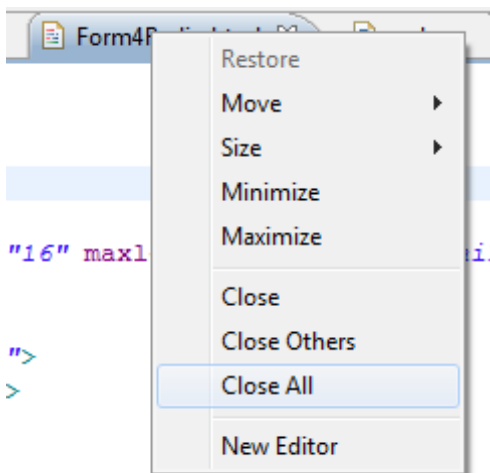 Restore
Move
Size
Minimize
"16" maxl
Maximize
Close
">
Close Others
>
Close All
New Editor